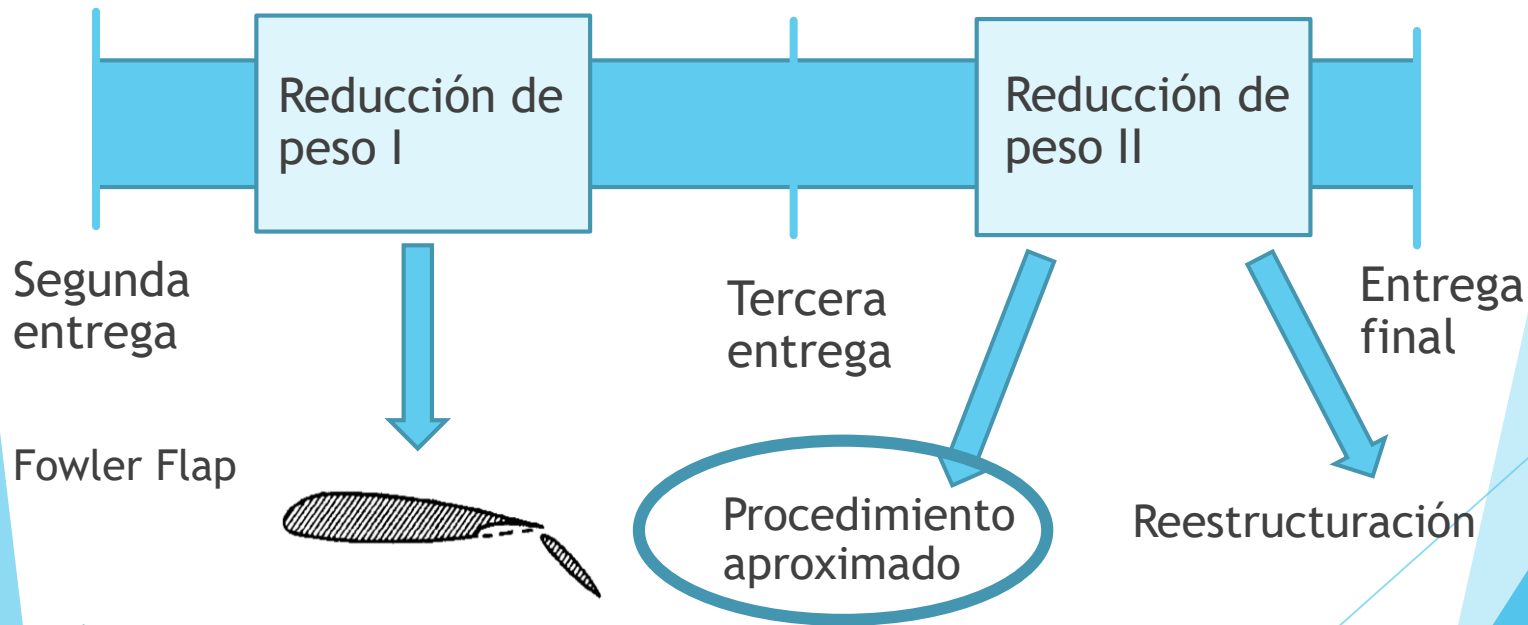 Reducción de
peso I
Reducción de
peso II
Segunda
entrega
Tercera
entrega
Entrega
final
Fowler Flap
Procedimiento
aproximado
Reestructuración